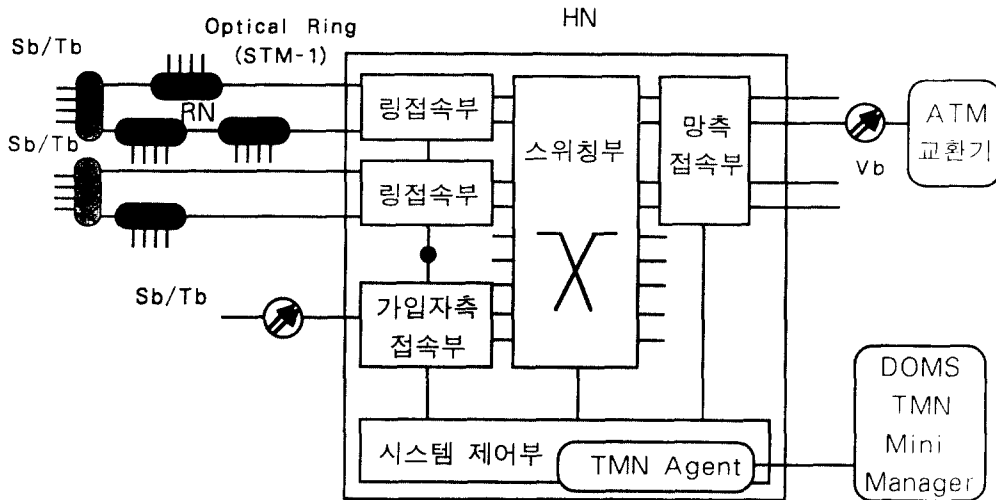 HN
Optical Ring
(STM-1)
Sb/Tb
RN
Sb/Tb
링접속부
링접속부
스위칭부
망측
접속부
Vb
ATM
교환기
Sb/Tb
가입자측
접속부
시스템 제어부
TMN Agent
DOMS
TMN
Mini
Manager